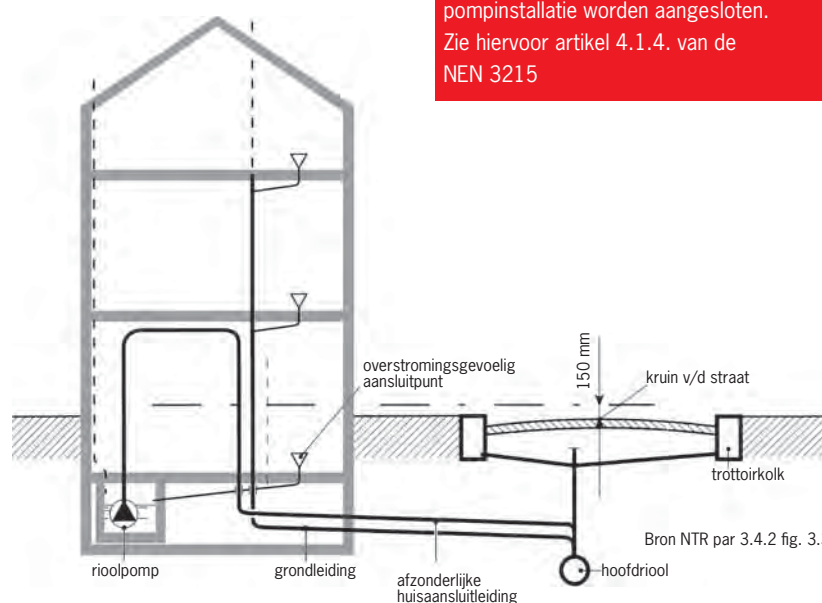 pompinstallatie worden aangesloten.
Zie hiervoor artikel 4.1.4. van de
NEN 3215
overstromingsgevoelig
aansluitpunt
150 mm
kruin v/d straat
trottoirkolk
Bron NTR par 3.4.2 fig. 3.
rioolpomp
grondleiding
afzonderlijke
huisaansluitleiding
hoofdriool